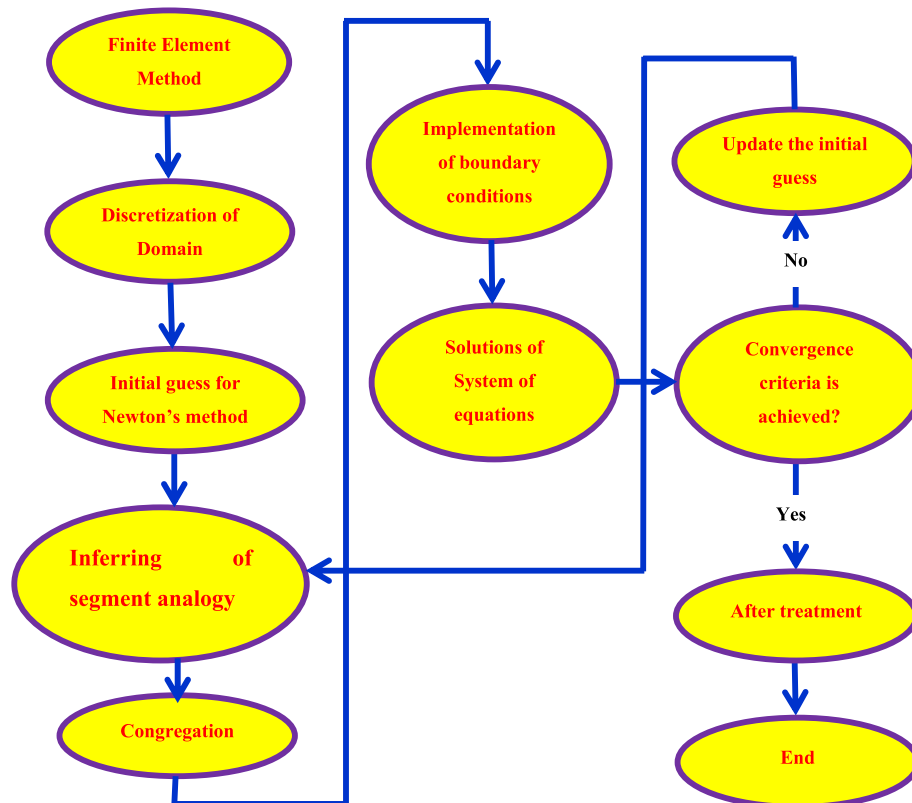 Finite Element
Method
Discretization of
Domain
Initial guess for
Newton's method
Inferring of
segment analogy
Congregation
Implementation
of boundary
conditions
Solutions of
System of
equations
Update the initial
guess
No
Convergence
criteria is
achieved?
Yes
After treatment
End